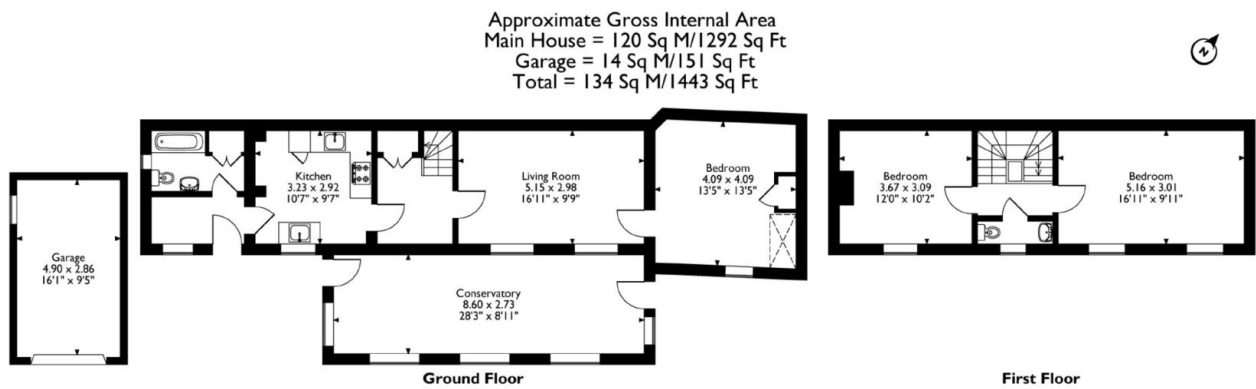 Approximate Gross Internal Area
Main House = 120 Sq M/1292 Sq Ft
Garage = 14 Sq M/151 Sq Ft
Total = 134 Sq M/1443 Sq Ft
N
Garage
4.90 x 2.86
16'1" x 9'5"
Kitchen
3.23 x 2.92
10'7" x 9'7"
Living Room
5.15 x 2.98
16'11" x 9'9"
Bedroom
4.09 x 4.09
13'5" x 13'5"
Conservatory
8.60 x 2.73
28'3" x 8'11"
Ground Floor
Bedroom
3.67 x 3.09
12'0" x 10'2"
Bedroom
5.16 x 3.01
16'11" x 9'11"
First Floor